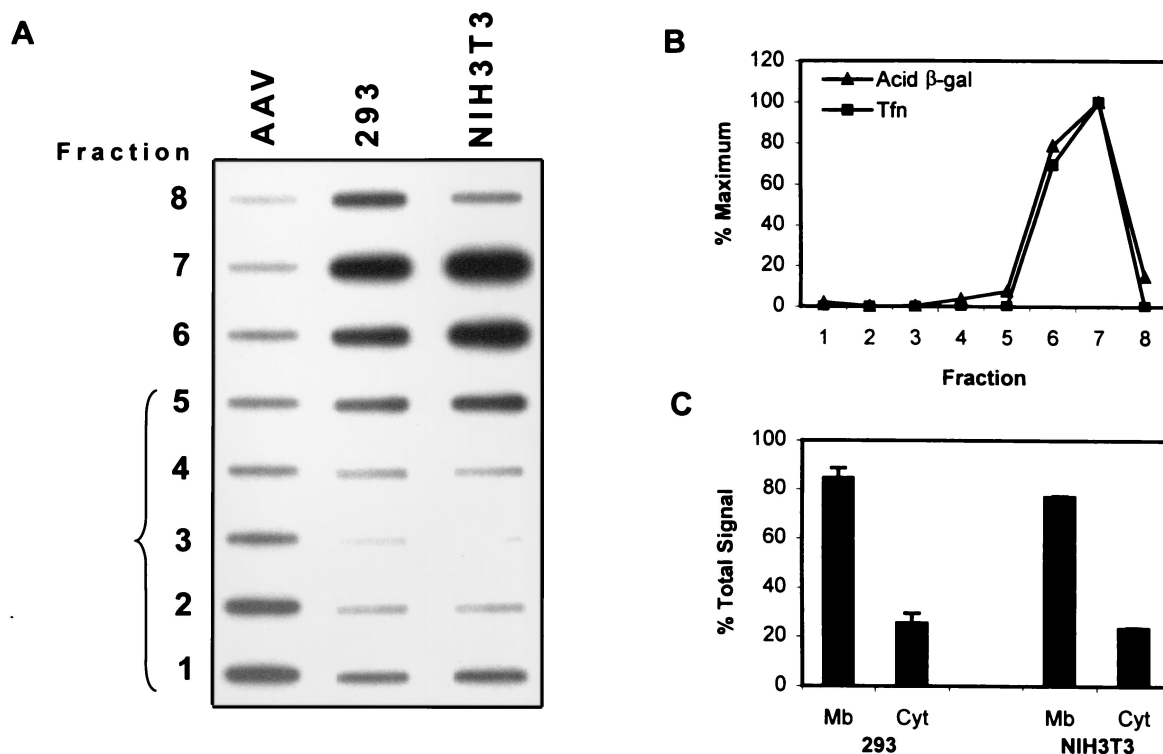 A
AAV
293
NIH3T3
Fraction
8
7
6
5
4
3
2
1
B
120
100
80
60
40
20
0
% Maximum
Acid β-gal
Tfn
1 2 3 4 5 6 7 8
Fraction
C
100
80
60
40
20
0
% Total Signal
Mb Cyt Mb Cyt
293 NIH3T3